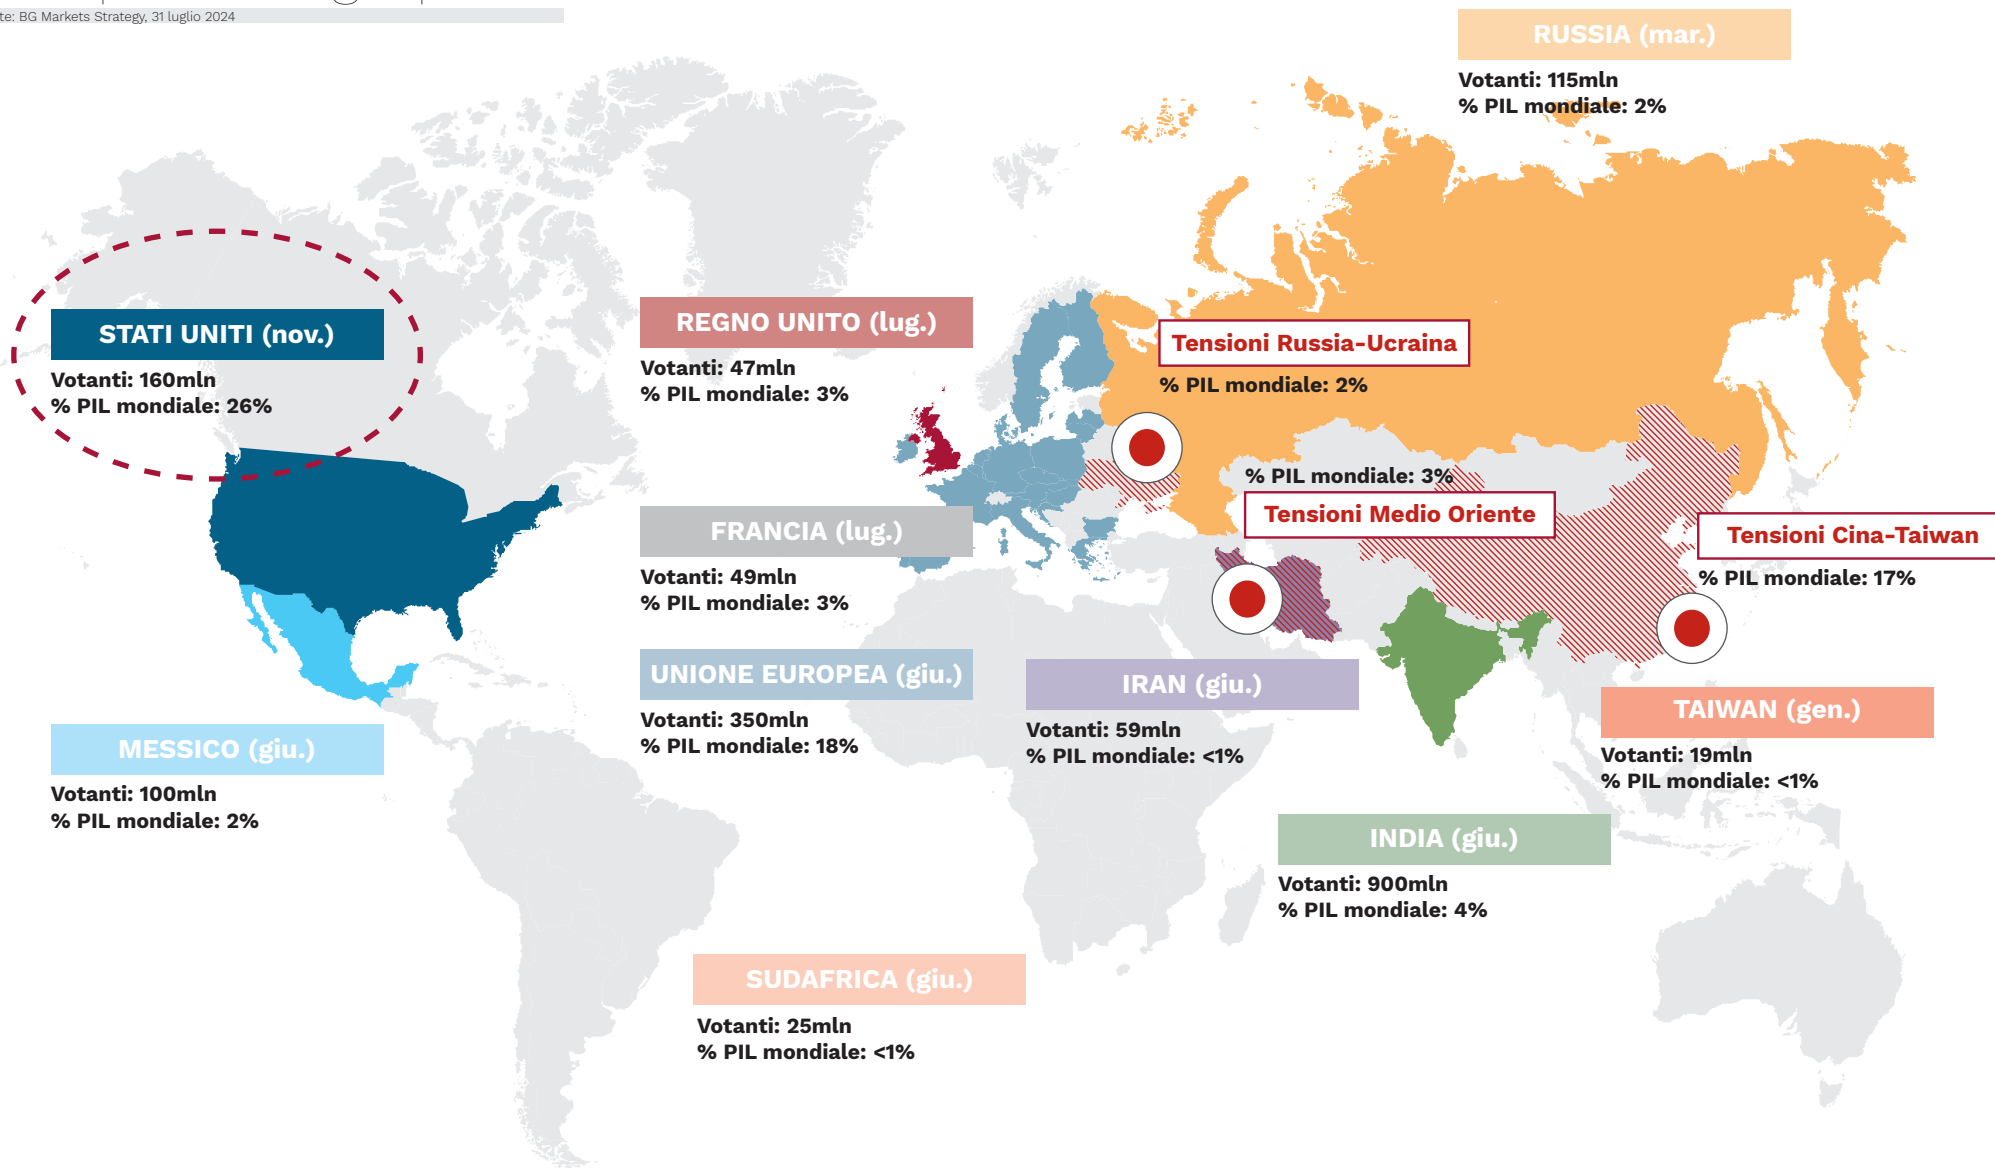 te: BG Markets Strategy, 31 luglio 2024
RUSSIA (mar.)
Votanti: 115mln
% PIL mondiale: 2%
STATI UNITI (nov.)
Votanti: 160mln
% PIL mondiale: 26%
REGNO UNITO (lug.)
Votanti: 47mln
% PIL mondiale: 3%
Tensioni Russia-Ucraina
% PIL mondiale: 2%
% PIL mondiale: 3%
Tensioni Medio Oriente
Tensioni Cina-Taiwan
% PIL mondiale: 17%
FRANCIA (lug.)
Votanti: 49mln
% PIL mondiale: 3%
UNIONE EUROPEA (giu.)
Votanti: 350mln
% PIL mondiale: 18%
IRAN (giu.)
Votanti: 59mln
% PIL mondiale: <1%
TAIWAN (gen.)
Votanti: 19mln
% PIL mondiale: <1%
MESSICO (giu.)
Votanti: 100mln
% PIL mondiale: 2%
INDIA (giu.)
Votanti: 900mln
% PIL mondiale: 4%
SUDAFRICA (giu.)
Votanti: 25mln
% PIL mondiale: <1%